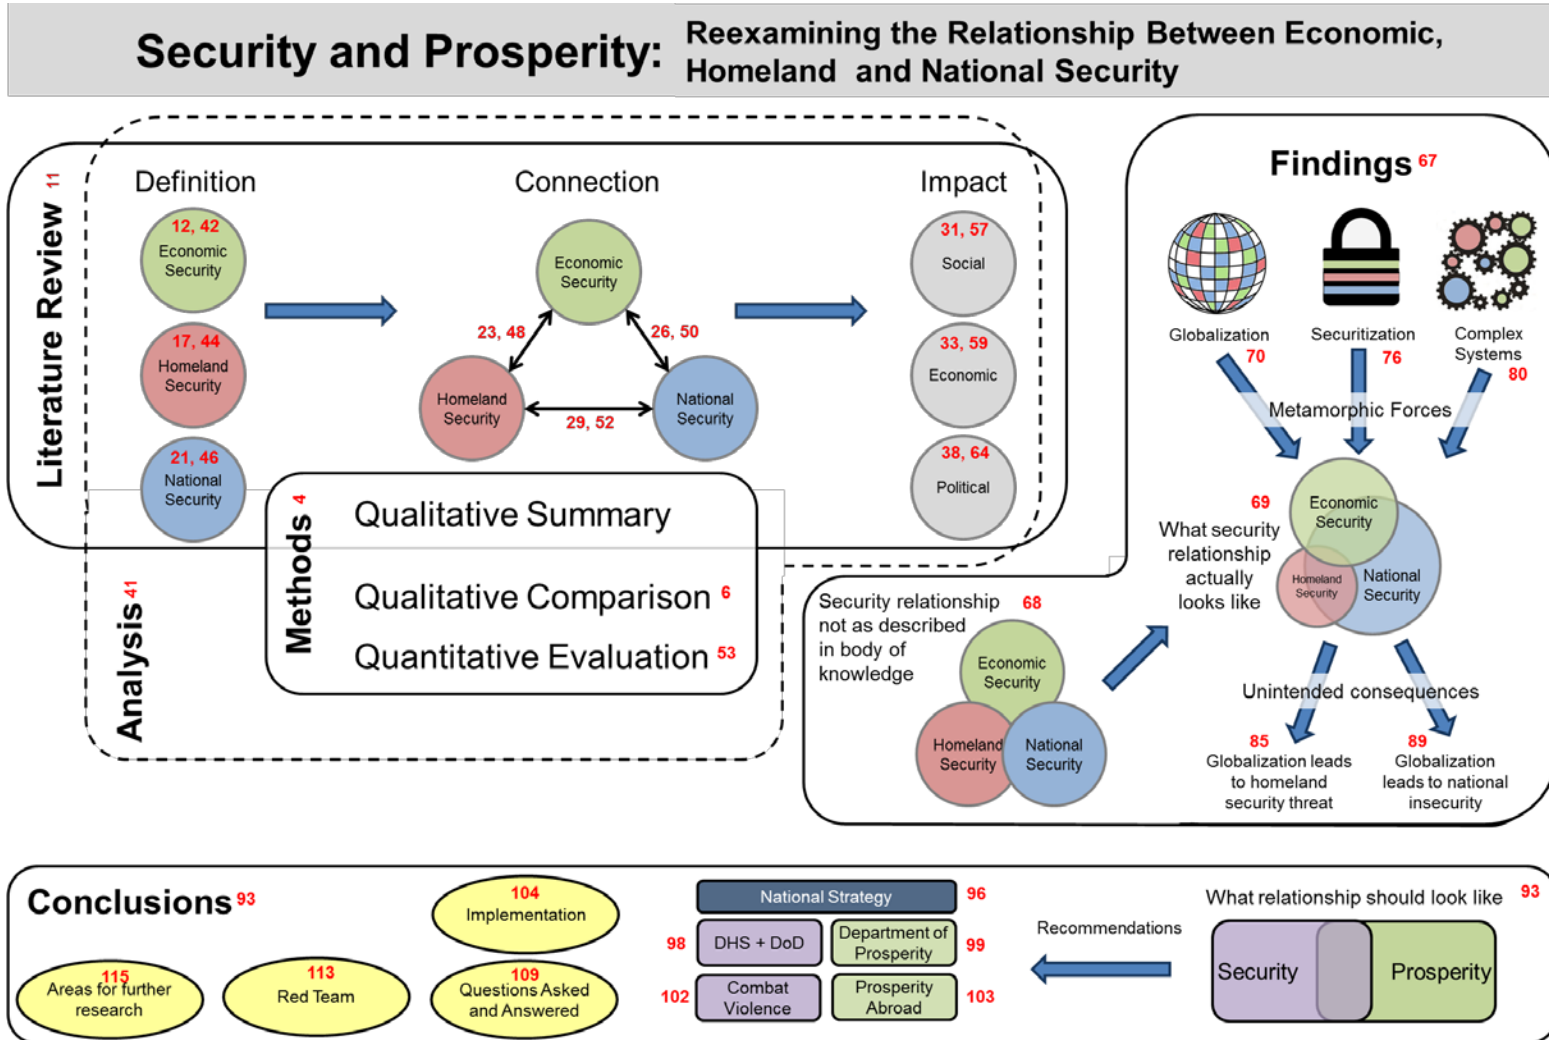 Security and Prosperity:
Reexamining the Relationship Between Economic,
Homeland and National Security
Literature Review 11
Definition
12, 42
Economic
Security
17, 44
Homeland
Security
21, 46
National
Security
Connection
Economic
Security
23, 48
26, 50
Homeland
Security
National
Security
29, 52
Impact
31, 57
Social
33, 59
Economic
38, 64
Political
Analysis 41
Methods 4
Qualitative Summary
Qualitative Comparison 6
Quantitative Evaluation 53
Findings 67
Globalization
70
Securitization
76
Complex
Systems
80
Metamorphic Forces
69
What security
relationship
actually
looks like
Economic
Security
Homeland
Security
National
Security
Security relationship 68
not as described
in body of
knowledge
Economic
Security
Homeland
Security
National
Security
Unintended consequences
85
Globalization leads
to homeland
security threat
89
Globalization
leads to national
insecurity
Conclusions 93
104
Implementation
115
Areas for further
research
113
Red Team
109
Questions Asked
and Answered
National Strategy 96
98 DHS + DoD
Department of
Prosperity 99
102 Combat
Violence
Prosperity
Abroad 103
Recommendations
What relationship should look like 93
Security
Prosperity